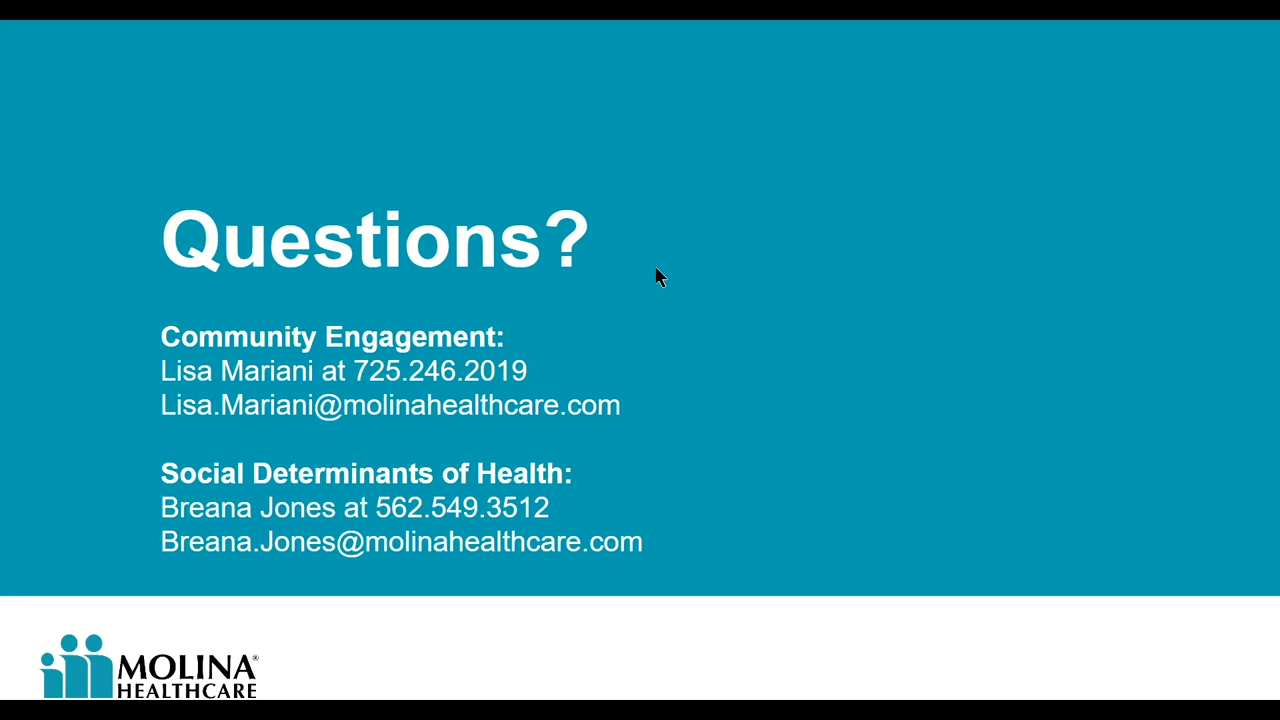 Questions?
Community Engagement:
Lisa Mariani at 725.246.2019
Lisa.Mariani@molinahealthcare.com
Social Determinants of Health:
Breana Jones at 562.549.3512
Breana.Jones@molinahealthcare.com
MOLINA®
HEALTHCARE